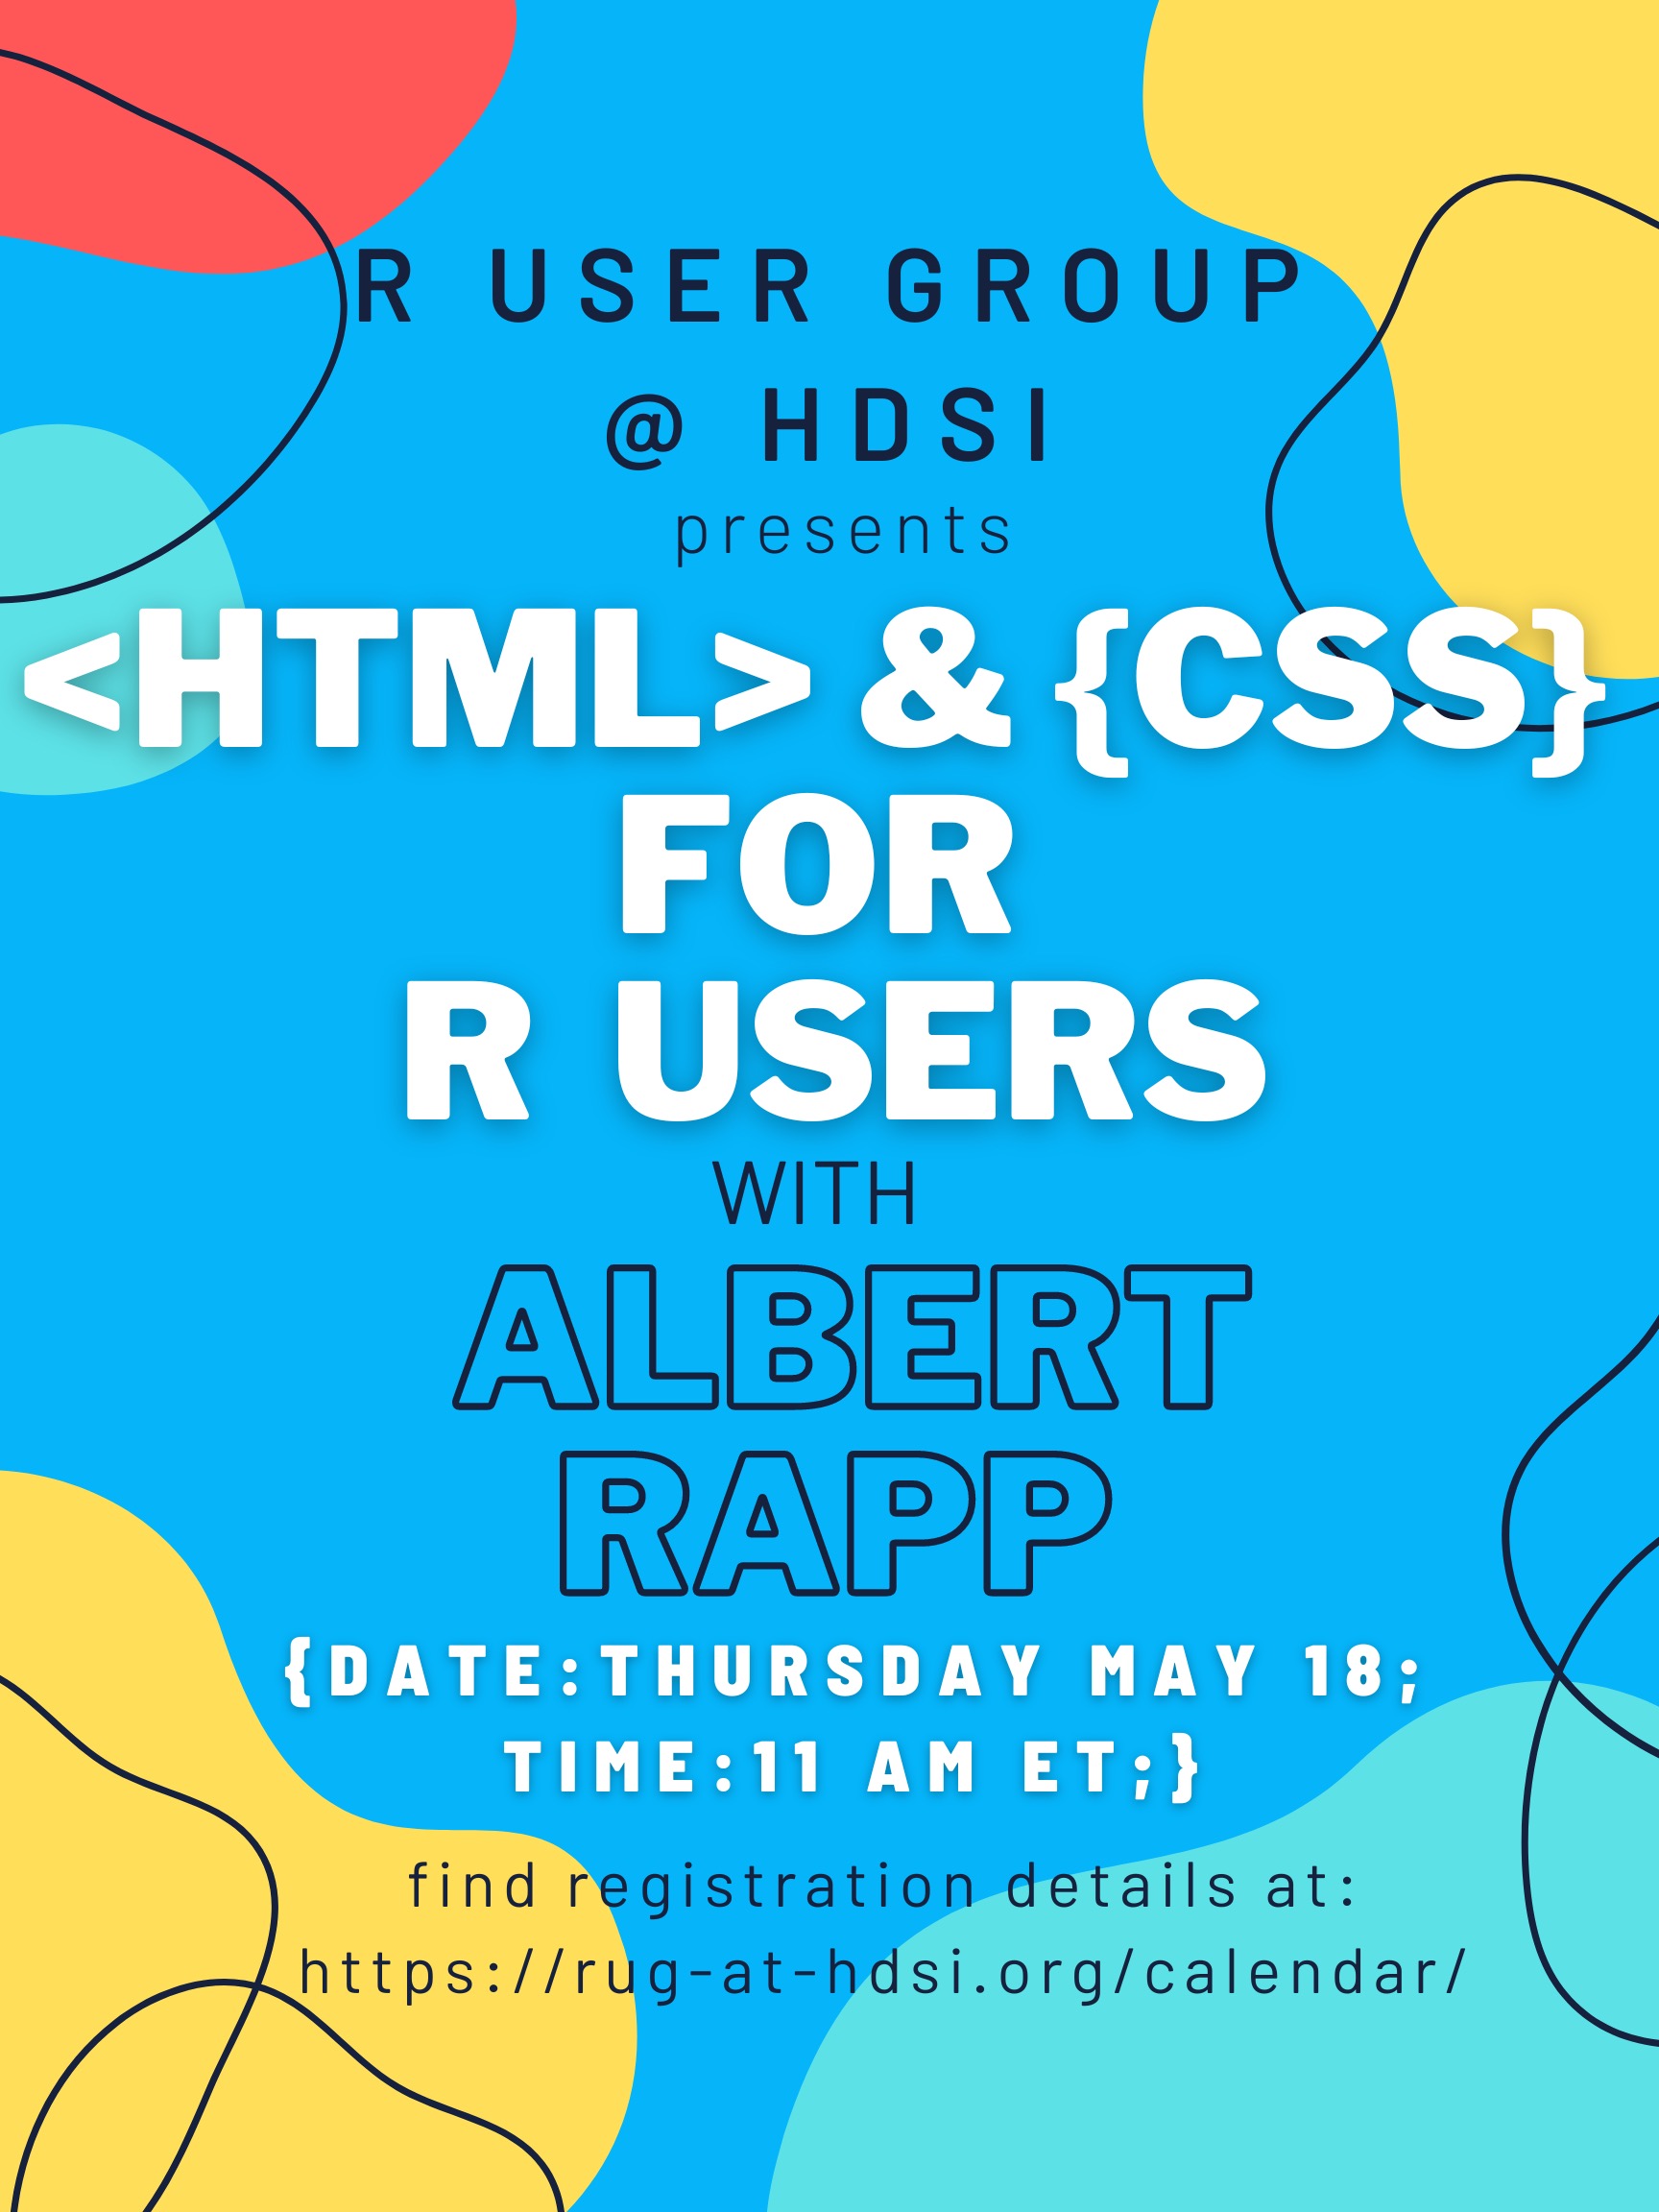 R USER GROUP
@ HDSI
presents
<HTML> & {CSS}
FOR
R USERS
WITH
ALBERT
RAPP
{DATE:THURSDAY MAY 18;
TIME:11 AM ET;}
find registration details at:
https://rug-at-hdsi.org/calendar/